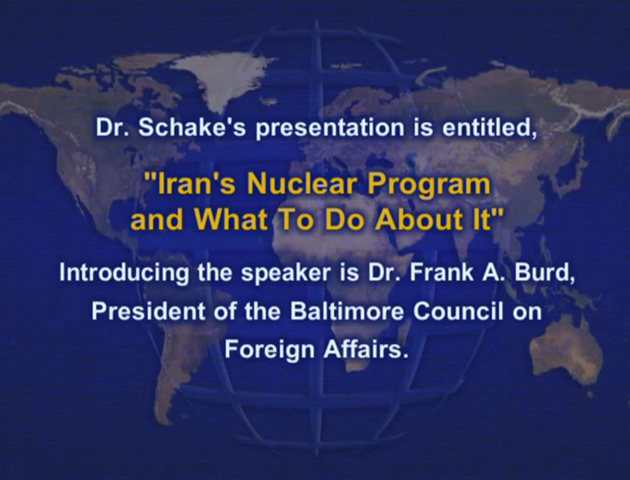 Dr. Schake's presentation is entitled,
"Iran's Nuclear Program
and What To Do About It"
Introducing the speaker is Dr. Frank A. Burd,
President of the Baltimore Council on
Foreign Affairs.